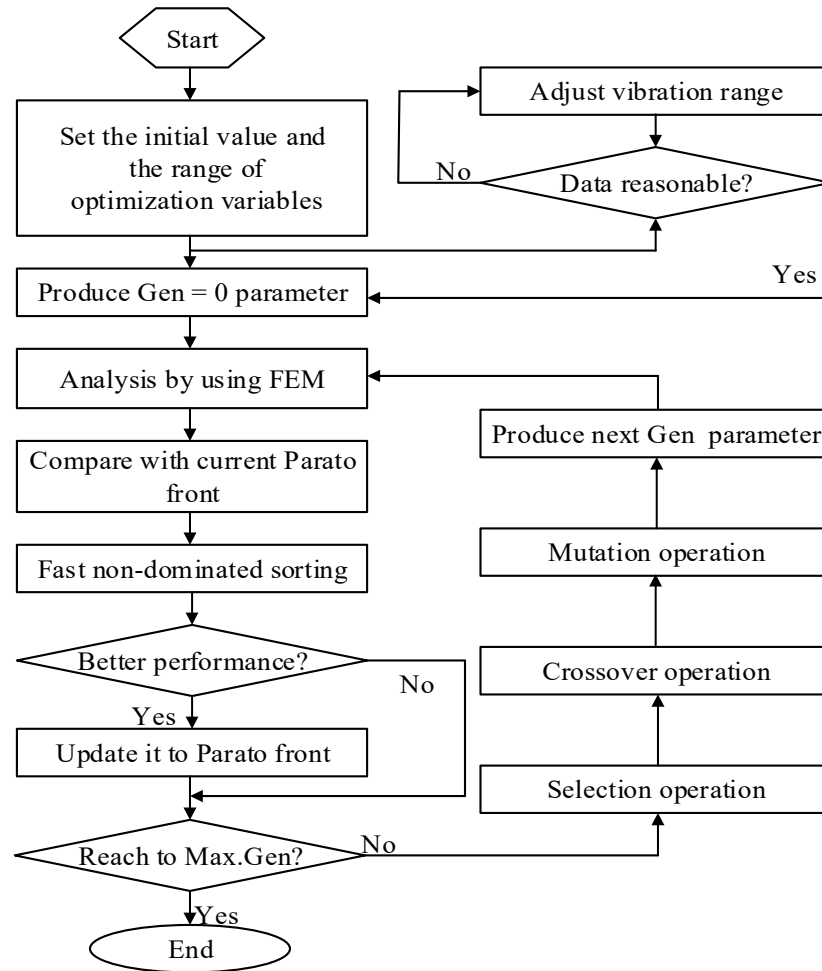 Start
Set the initial value and
the range of
optimization variables
Adjust vibration range
No
Data reasonable?
Yes
Produce Gen = 0 parameter
Analysis by using FEM
Compare with current Parato
front
Fast non-dominated sorting
Better performance?
No
Yes
Update it to Parato front
Reach to Max.Gen?
No
Yes
End
Produce next Gen parameter
Mutation operation
Crossover operation
Selection operation